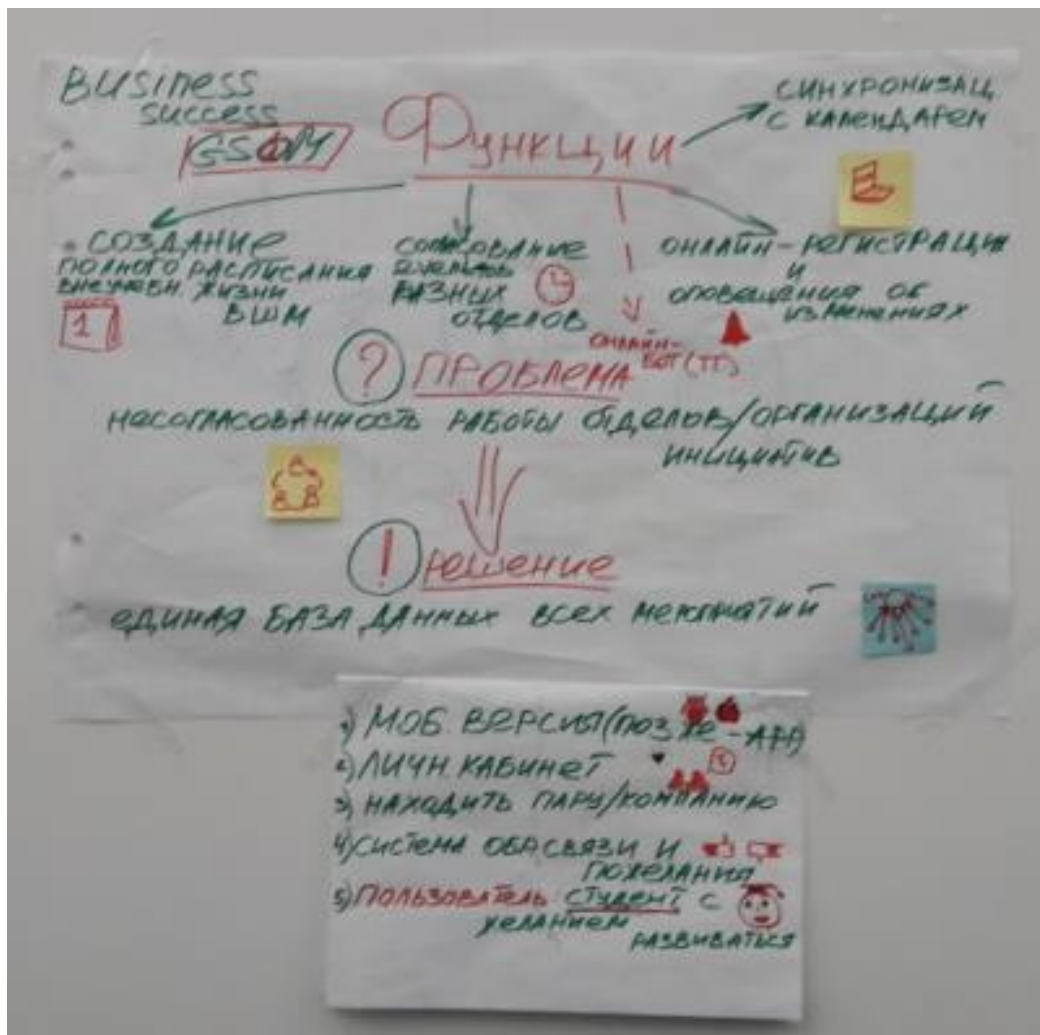 Business
success
GSOM
Функции
СИНХРОНИЗАЦ
С КАЛЕНДАРЕМ
СОЗДАНИЕ
ПОЛНОГО РАСПИСАНИЯ
ВНЕУЧЕБН. ЖИЗНИ
ВШМ
1
РАЗНЫХ
ОТДЕЛОВ
ОНЛАЙН-РЕГИСТРАЦИЯ
И
ОПОВЕЩЕНИЯ ОБ
ИЗМЕНЕНИЯХ
ОНЛАЙН-
БОТ (ТГ)
? ПРОБЛЕМА
НЕСОГЛАСОВАННОСТЬ РАБОТЫ ОТДЕЛОВ/ОРГАНИЗАЦИЙ
ИНИЦИАТИВ
! Решение
ЕДИНАЯ БАЗА ДАННЫХ ВСЕХ МЕРОПРИЯТИЙ
1) МОБ. ВЕРСИЯ (ПОЗЖЕ - APP)
2) ЛИЧН. КАБИНЕТ
3) НАХОДИТЬ ПАРУ/КОМПАНИЮ
4) СИСТЕМА ОБР.СВЯЗИ И
ПОЖЕЛАНИЯ
5) ПОЛЬЗОВАТЕЛЬ СТУДЕНТ С
ЖЕЛАНИЕМ
РАЗВИВАТЬСЯ